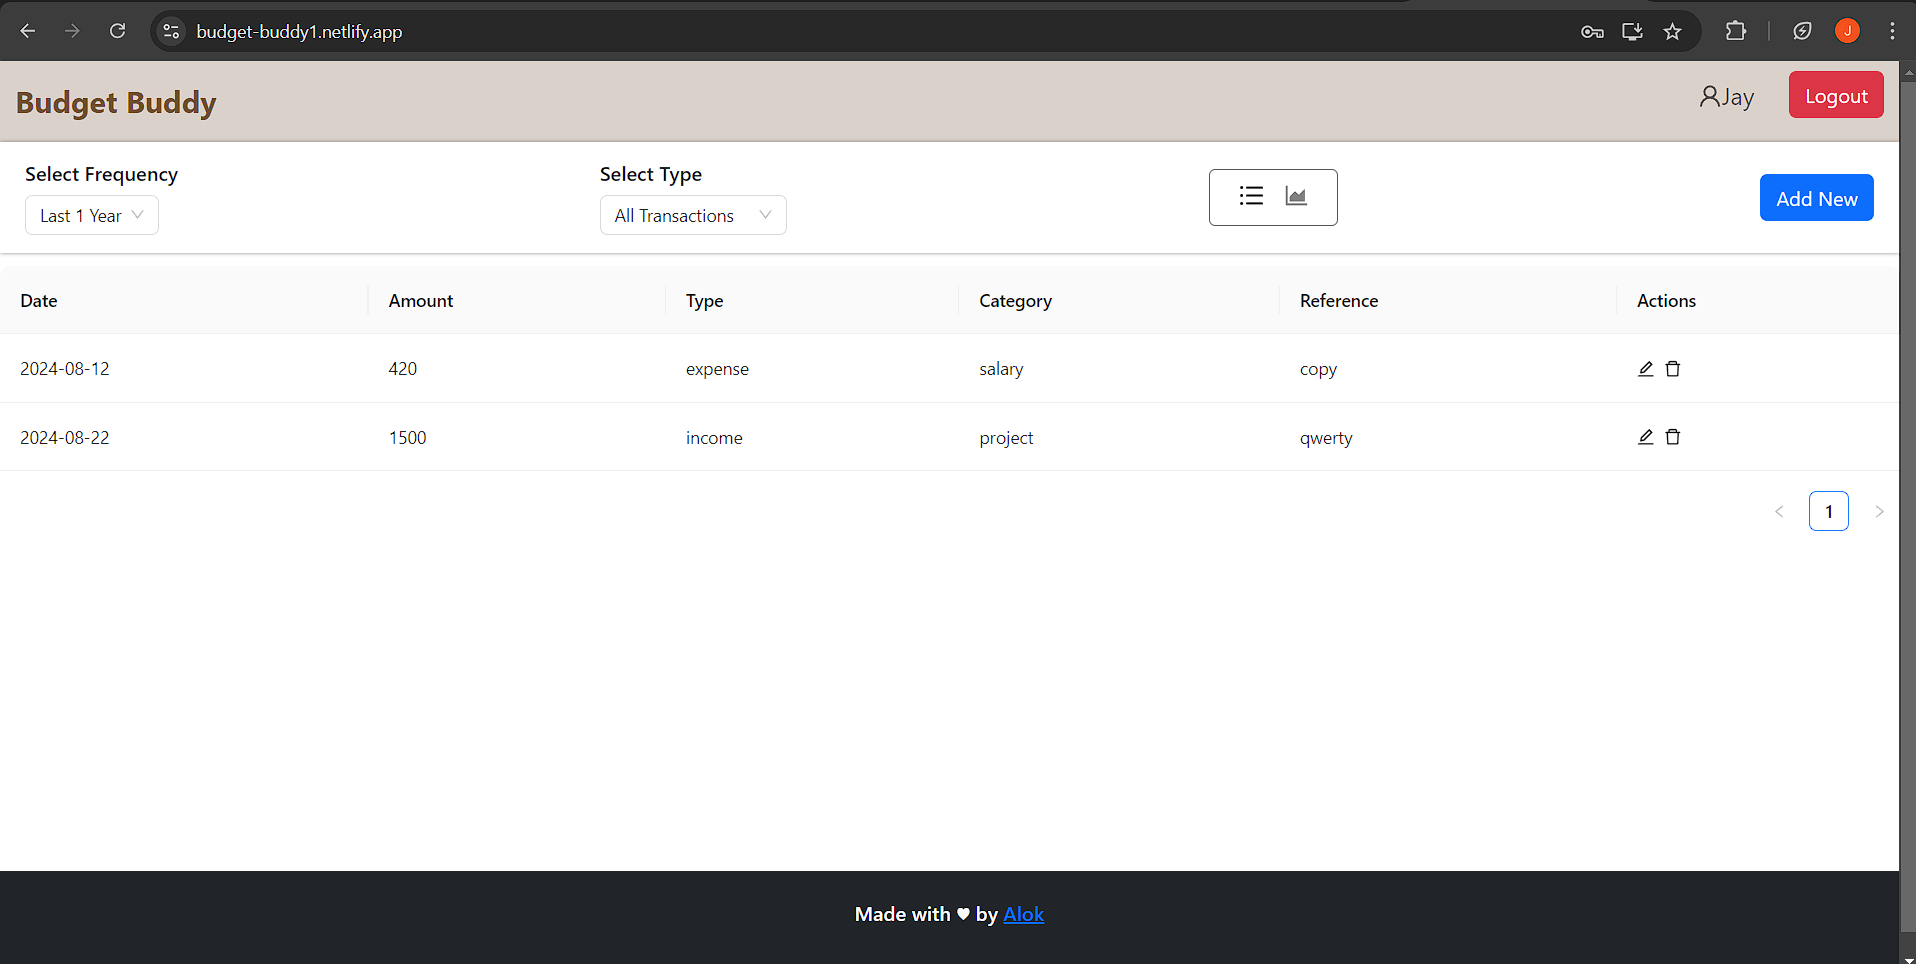 budget-buddy1.netlify.app
J
Budget Buddy
Jay
Logout
Select Frequency
Last 1 Year
Select Type
All Transactions
Add New
Date Amount Type Category Reference Actions
2024-08-12 420 expense salary copy
2024-08-22 1500 income project qwerty
1
Made with ♥ by Alok